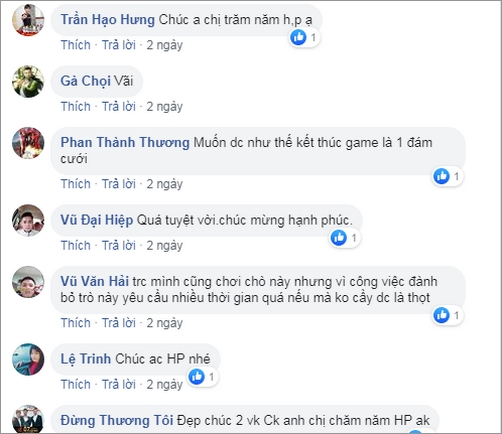 Trần Hạo Hưng Chúc a chị trăm năm h,p ạ
1
Thích · Trả lời · 2 ngày
Gà Chọi Vãi
Thích · Trả lời · 2 ngày
Phan Thành Thương Muốn dc như thế kết thúc game là 1 đám
cưới
1
Thích · Trả lời · 2 ngày
Vũ Đại Hiệp Quá tuyệt vời.chúc mừng hạnh phúc.
1
Thích · Trả lời · 2 ngày
Vũ Văn Hải trc mình cũng chơi chò này nhưng vì công việc đành
bỏ trò này yêu cầu nhiều thời gian quá nếu mà ko cầy dc là thọt
1
Thích · Trả lời · 2 ngày
Lệ Trinh Chúc ac HP nhé
1
Thích · Trả lời · 2 ngày
Đừng Thương Tôi Đẹp chúc 2 vk Ck anh chị chăm năm HP ak